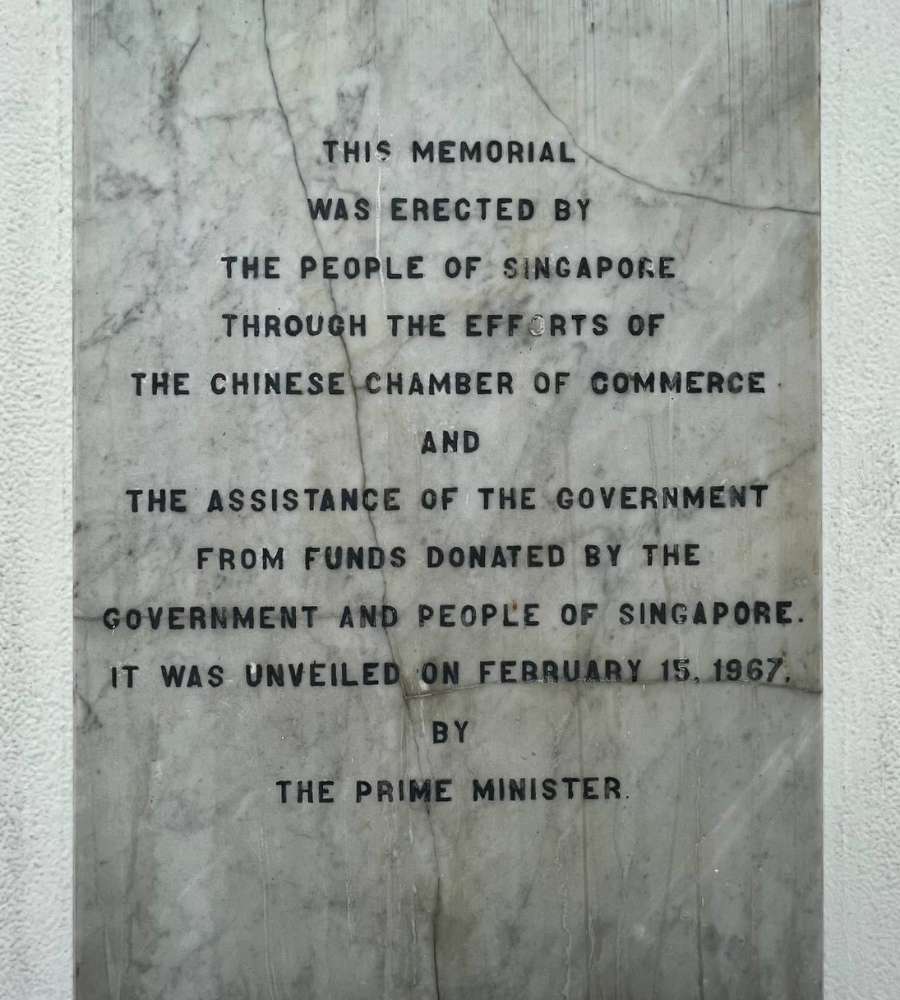 THIS MEMORIAL
WAS ERECTED BY
THE PEOPLE OF SINGAPORE
THROUGH THE EFFORTS OF
THE CHINESE CHAMBER OF COMMERCE
AND
THE ASSISTANCE OF THE GOVERNMENT
FROM FUNDS DONATED BY THE
GOVERNMENT AND PEOPLE OF SINGAPORE.
IT WAS UNVEILED ON FEBRUARY 15, 1967,
BY
THE PRIME MINISTER.